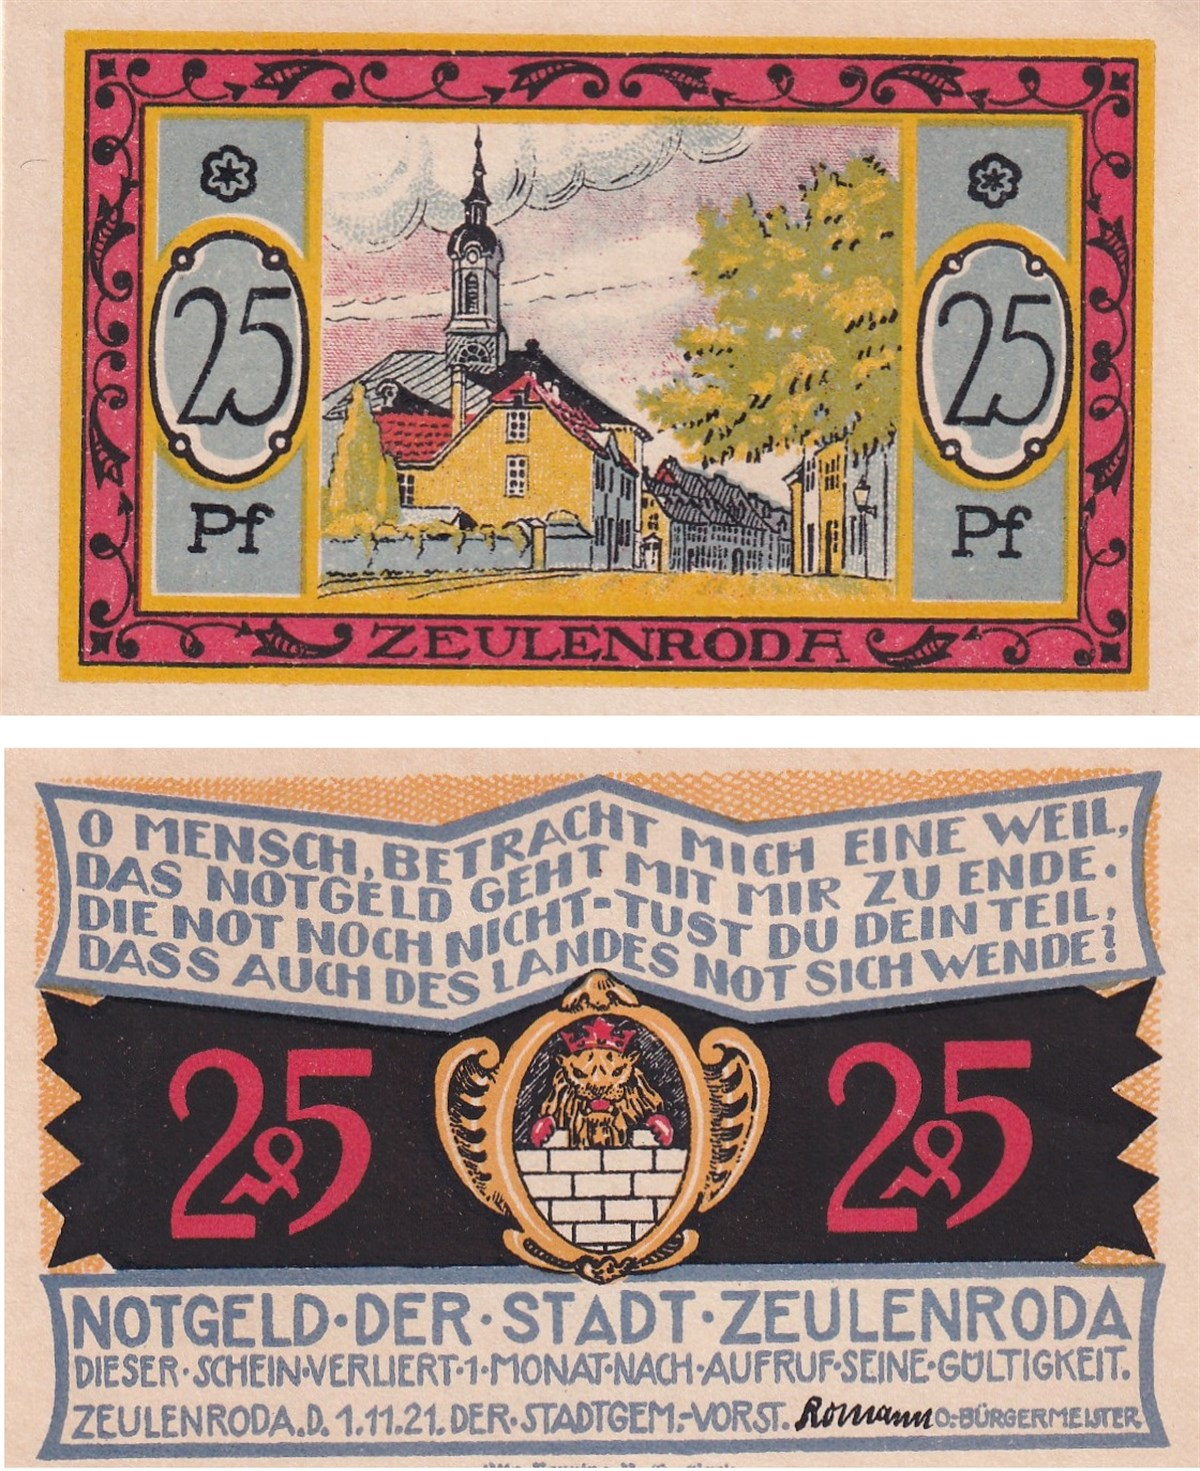 25
Pf
25
Pf
ZEULENRODA
O MENSCH, BETRACHT MICH EINE WEIL,
DAS NOTGELD GEHT MIT MIR ZU ENDE.
DIE NOT NOCH NICHT-TUST DU DEIN TEIL,
DASS AUCH DES LANDES NOT SICH WENDE?
25
25
NOTGELD·DER·STADT·ZEULENRODA
DIESER·SCHEIN·VERLIERT·1·MONAT·NACH·AUFRUF·SEINE·GÜLTIGKEIT.
ZEULENRODA.D. 1.11.21. DER·STADTGEM.-VORST. Romann O.-BÜRGERMEISTER